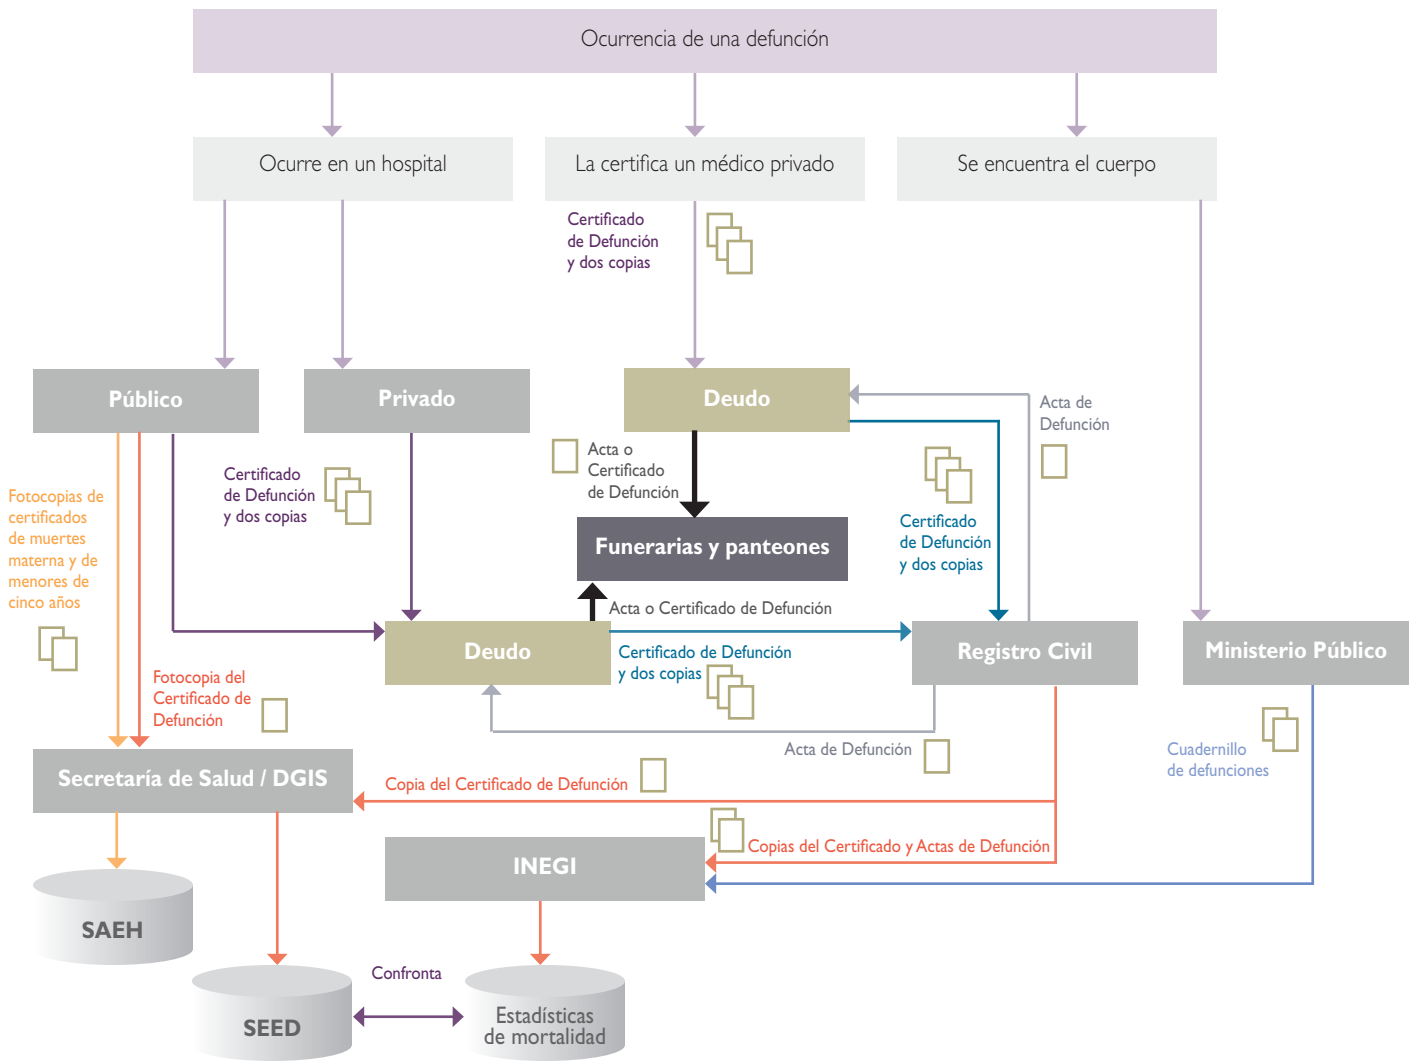 Ocurrencia de una defunción
Ocurre en un hospital
La certifica un médico privado
Se encuentra el cuerpo
Certificado
de Defunción
y dos copias
Público
Privado
Deudo
Acta de
Defunción
Acta o
Certificado
de Defunción
Certificado
de Defunción
y dos copias
Fotocopias de
certificados
de muertes
materna y de
menores de
cinco años
Certificado
de Defunción
y dos copias
Funerarias y panteones
Acta o Certificado de Defunción
Deudo
Certificado de Defunción
y dos copias
Registro Civil
Ministerio Público
Fotocopia del
Certificado de
Defunción
Acta de Defunción
Cuadernillo
de defunciones
Secretaría de Salud / DGIS
Copia del Certificado de Defunción
Copias del Certificado y Actas de Defunción
INEGI
SAEH
Confronta
SEED
Estadísticas
de mortalidad